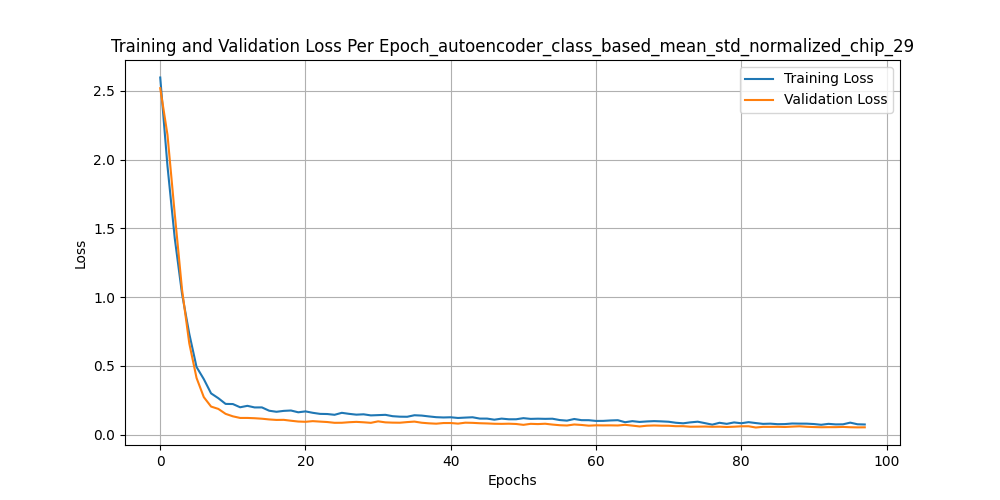 Training and Validation Loss Per Epoch_autoencoder_class_based_mean_std_normalized_chip_29
Training Loss
Validation Loss
2.5
2.0
1.5
1.0
0.5
0.0
Loss
0 20 40 60 80 100
Epochs